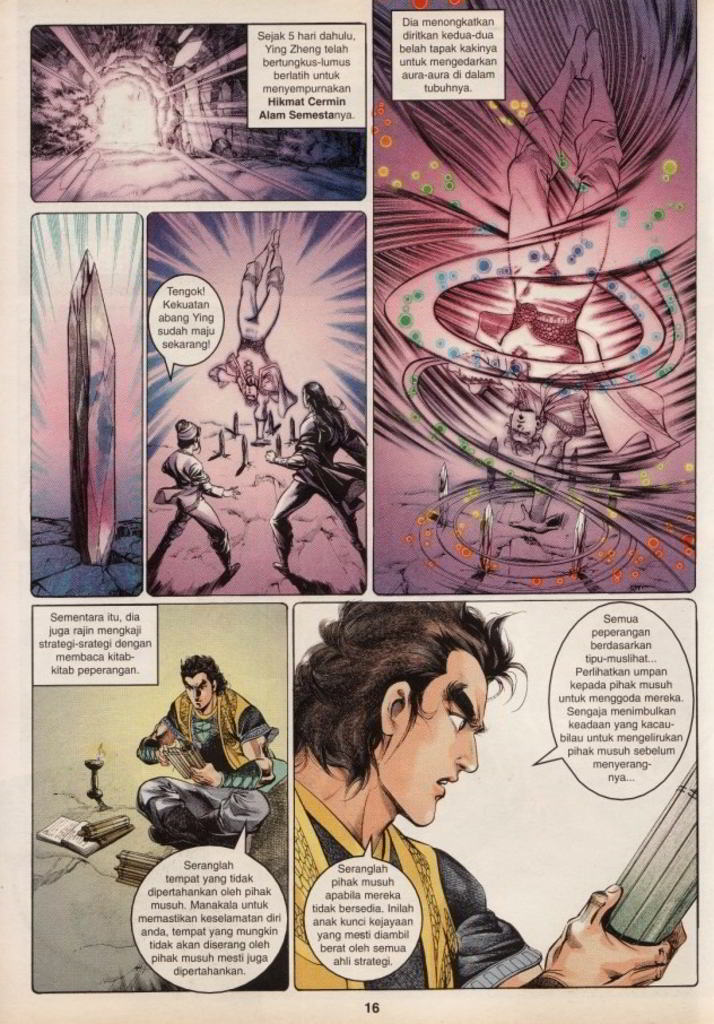 Sejak 5 hari dahulu,
Ying Zheng telah
bertungkus-lumus
berlatih untuk
menyempurnakan
Hikmat Cermin
Alam Semestanya.
Dia menongkatkan
diritkan kedua-dua
belah tapak kakinya
untuk mengedarkan
aura-aura di dalam
tubuhnya.
Tengok!
Kekuatan
abang Ying
sudah maju
sekarang!
Sementara itu, dia
juga rajin mengkaji
strategi-srategi dengan
membaca kitab-
kitab peperangan.
Seranglah
tempat yang tidak
dipertahankan oleh pihak
musuh. Manakala untuk
memastikan keselamatan diri
anda, tempat yang mungkin
tidak akan diserang oleh
pihak musuh mesti juga
dipertahankan.
Semua
peperangan
berdasarkan
tipu-muslihat...
Perlihatkan umpan
kepada pihak musuh
untuk menggoda mereka.
Sengaja menimbulkan
keadaan yang kacau-
bilau untuk mengelirukan
pihak musuh sebelum
menyerang-
nya...
Seranglah
pihak musuh
apabila mereka
tidak bersedia. Inilah
anak kunci kejayaan
yang mesti diambil
berat oleh semua
ahli strategi.
16